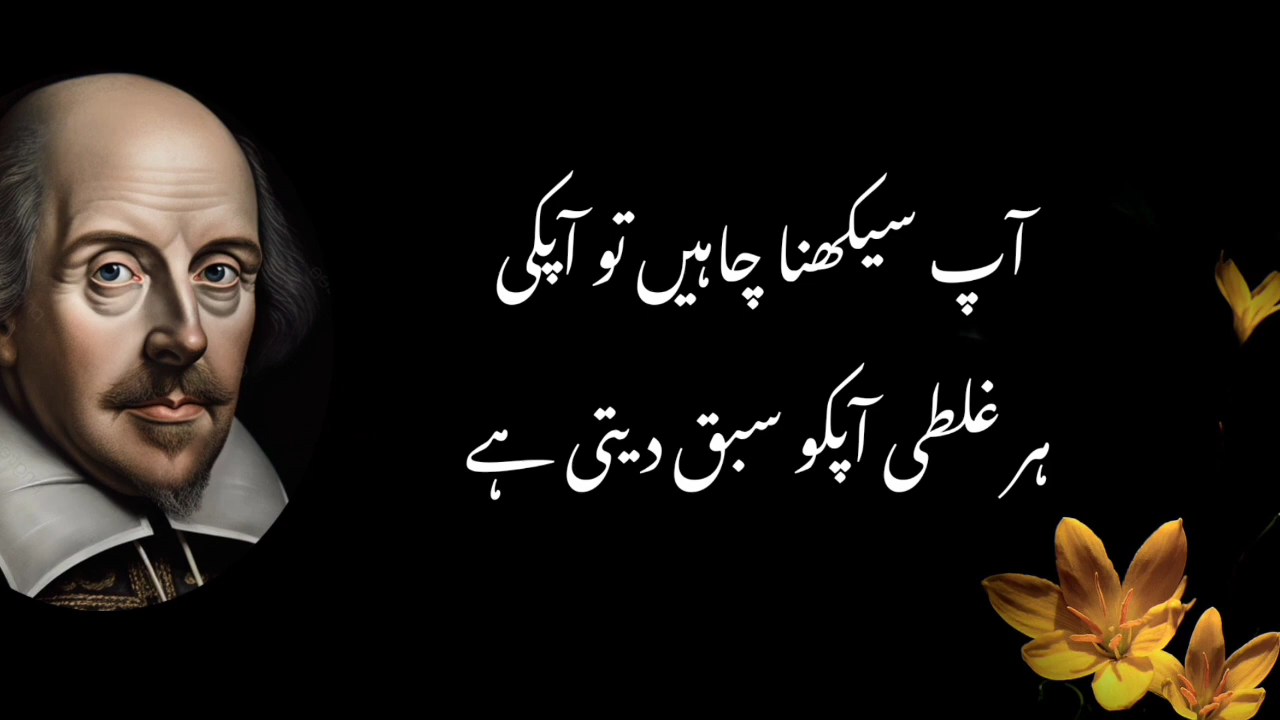 آپ سیکھنا چاہیں تو آپکی
ہر غلطی آپکو سبق دیتی ہے